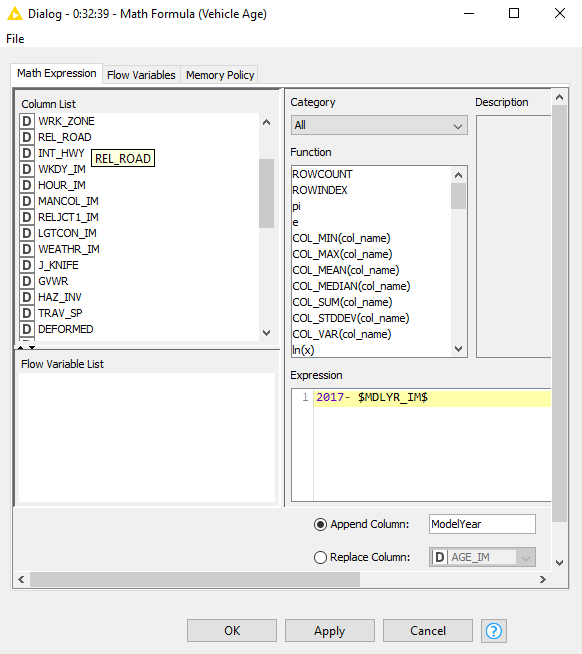 Dialog - 0:32:39 - Math Formula (Vehicle Age)
File
Math Expression
Flow Variables
Memory Policy
Column List
D WRK_ZONE
D REL_ROAD
D INT_HWY
REL_ROAD
D WKDY_IM
D HOUR_IM
D MANCOL_IM
D RELJCT1_IM
D LGTCON_IM
D WEATHR_IM
D J_KNIFE
D GVWR
D HAZ_INV
D TRAV_SP
D DEFORMED
Flow Variable List
Category
All
Function
ROWCOUNT
ROWINDEX
pi
e
COL_MIN(col_name)
COL_MAX(col_name)
COL_MEAN(col_name)
COL_MEDIAN(col_name)
COL_SUM(col_name)
COL_STDDEV(col_name)
COL_VAR(col_name)
ln(x)
Description
Expression
1 2017- $MDLYR_IM$
Append Column: ModelYear
Replace Column: D AGE_IM
OK
Apply
Cancel
?